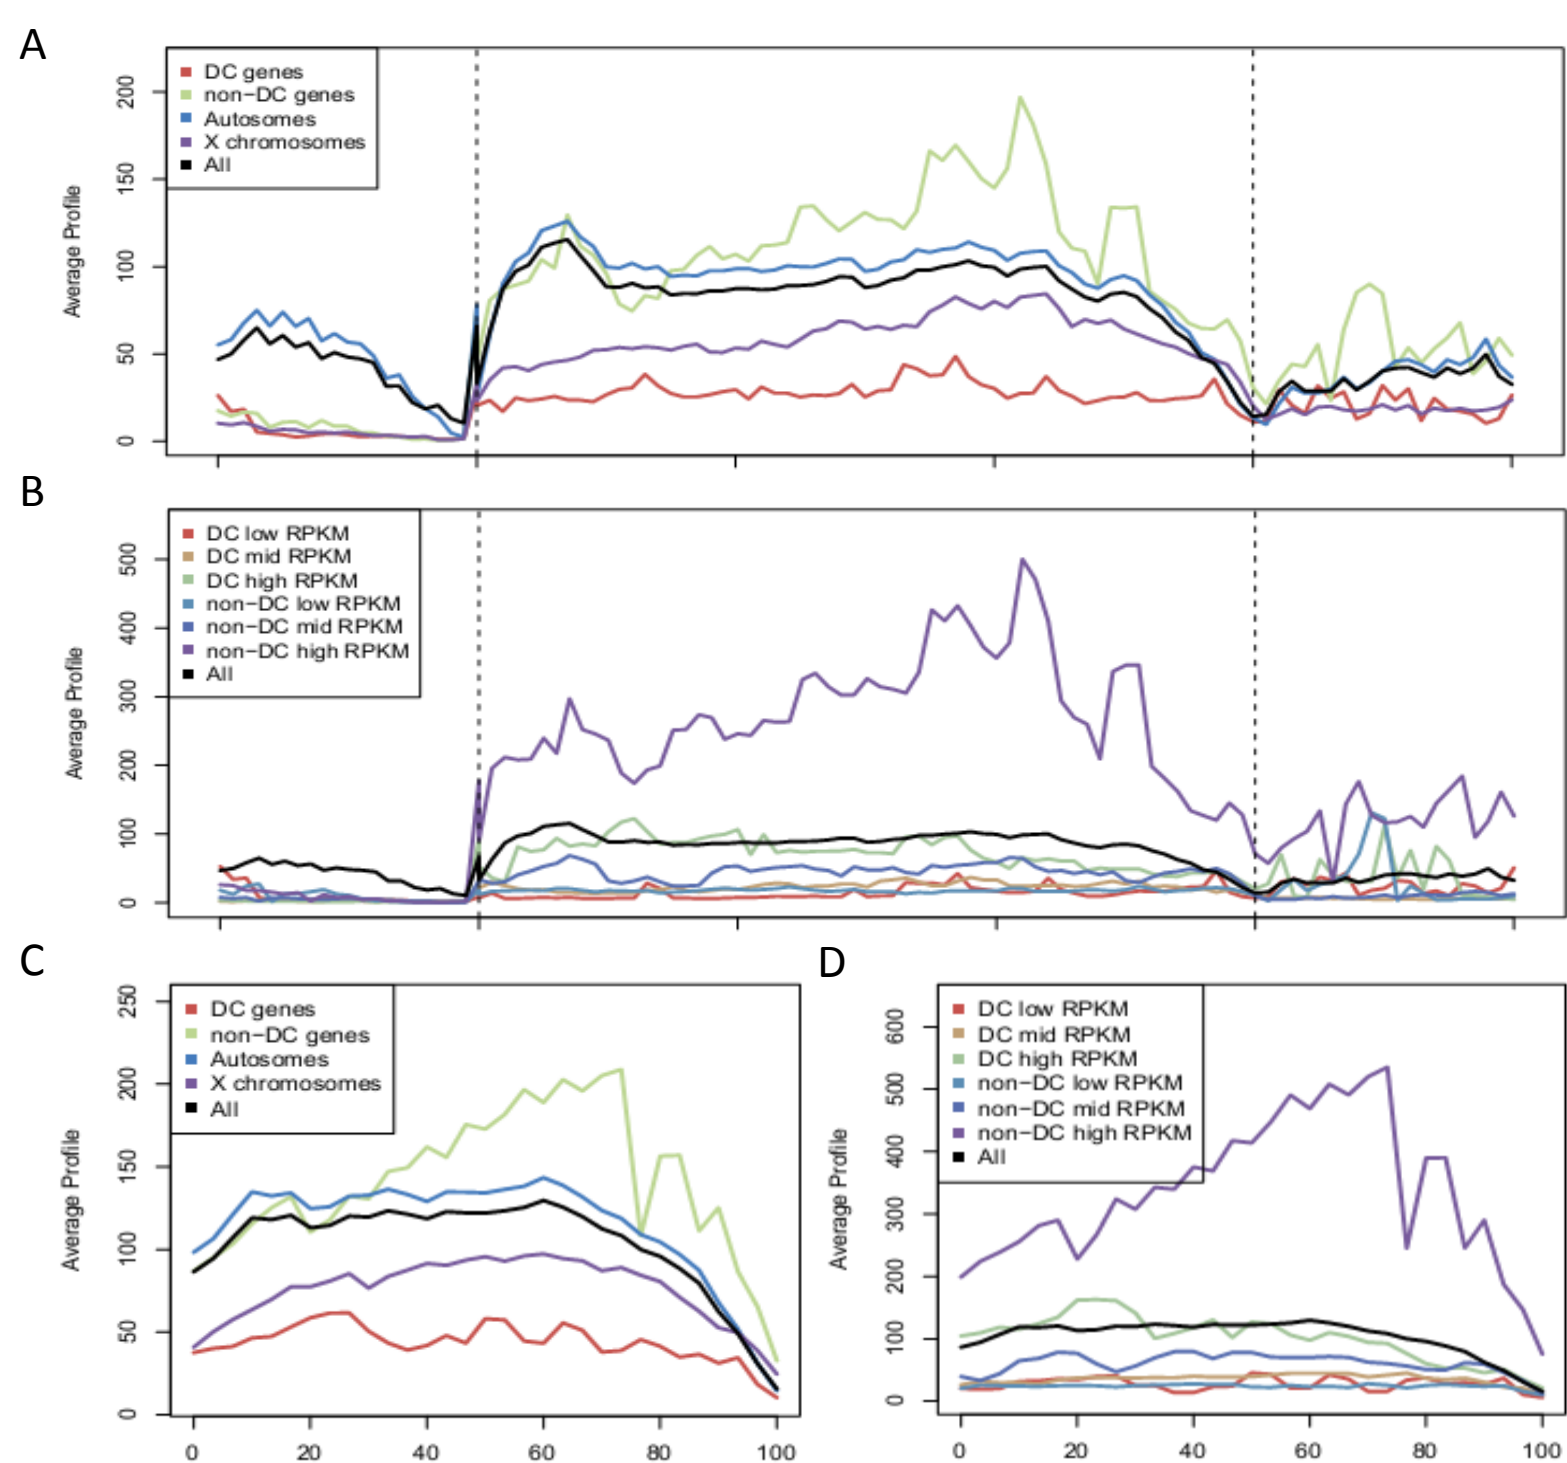 A
DC genes
non−DC genes
Autosomes
X chromosomes
All
Average Profile
0
50
100
150
200
B
DC low RPKM
DC mid RPKM
DC high RPKM
non−DC low RPKM
non−DC mid RPKM
non−DC high RPKM
All
Average Profile
0
100
200
300
400
500
C
DC genes
non−DC genes
Autosomes
X chromosomes
All
Average Profile
0
50
100
150
200
250
0 20 40 60 80 100
D
DC low RPKM
DC mid RPKM
DC high RPKM
non−DC low RPKM
non−DC mid RPKM
non−DC high RPKM
All
Average Profile
0
100
200
300
400
500
600
0 20 40 60 80 100